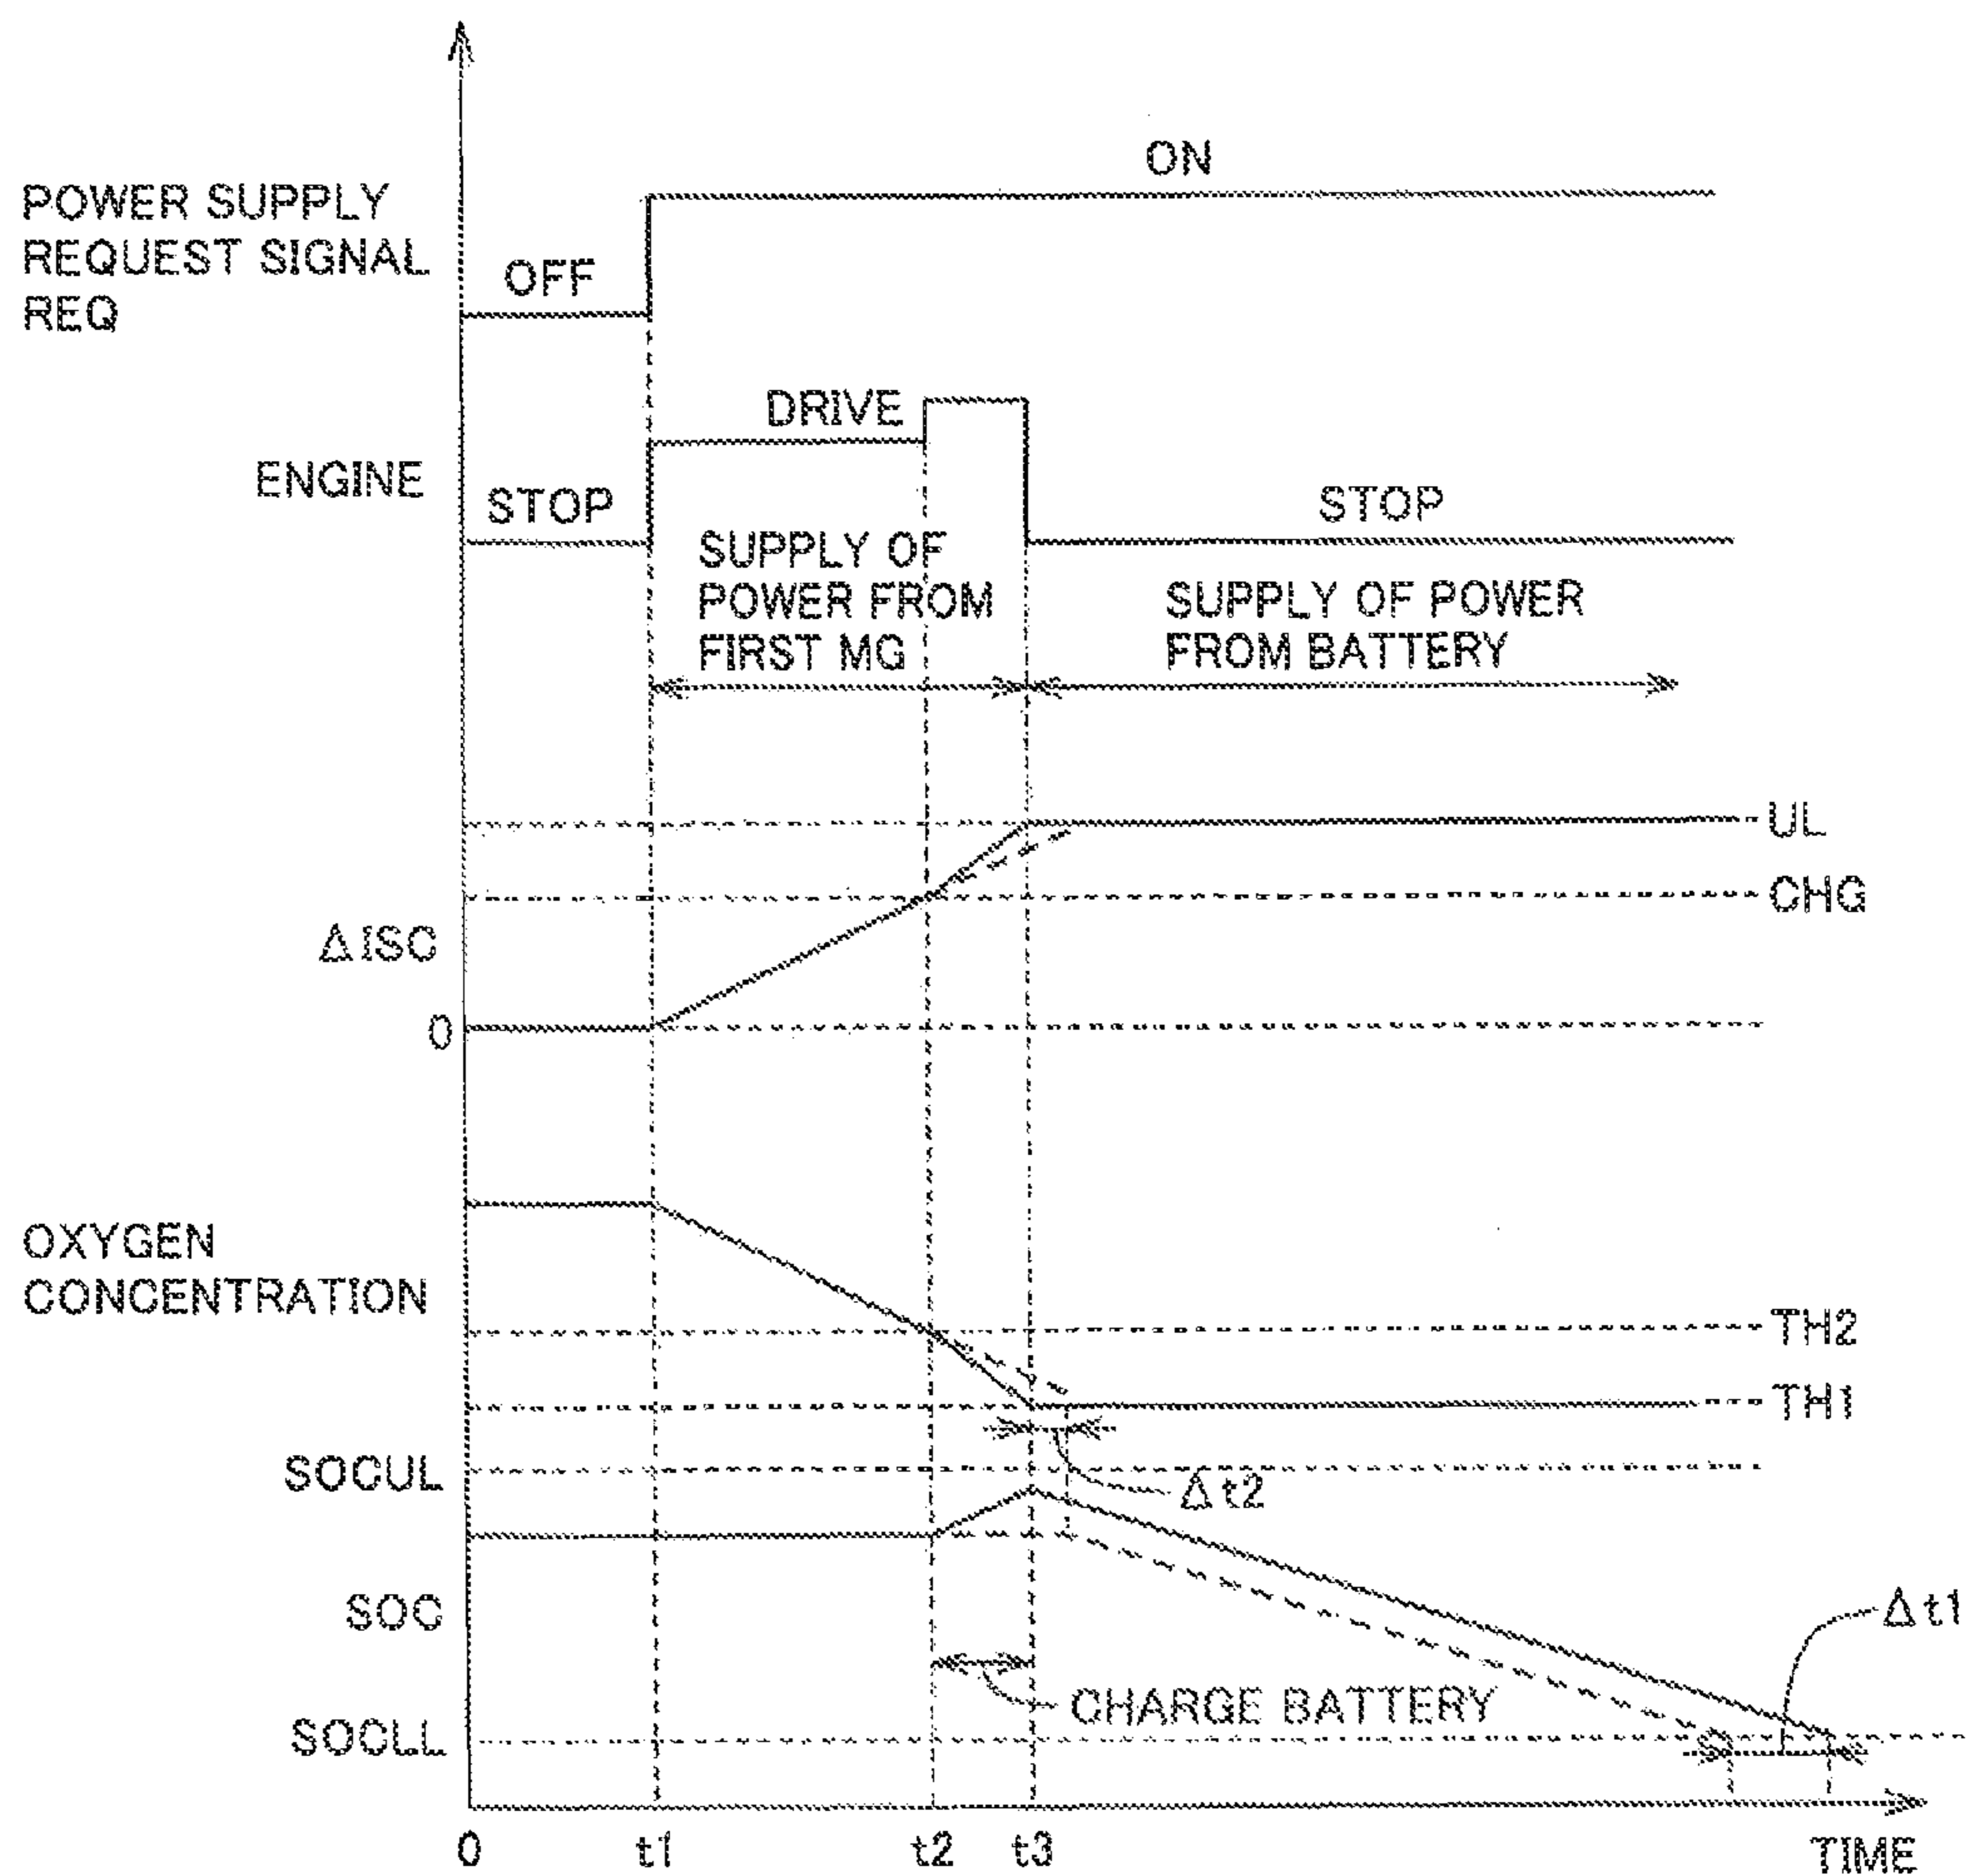 ON
POWER SUPPLY
REQUEST SIGNAL
REQ
OFF
DRIVE
ENGINE
STOP
STOP
SUPPLY OF
POWER FROM
FIRST MG
SUPPLY OF POWER
FROM BATTERY
UL
CHG
ΔISC
0
OXYGEN
CONCENTRATION
TH2
TH1
SOCUL
Δt2
SOC
Δt1
CHARGE BATTERY
SOCLL
0 t1 t2 t3 TIME